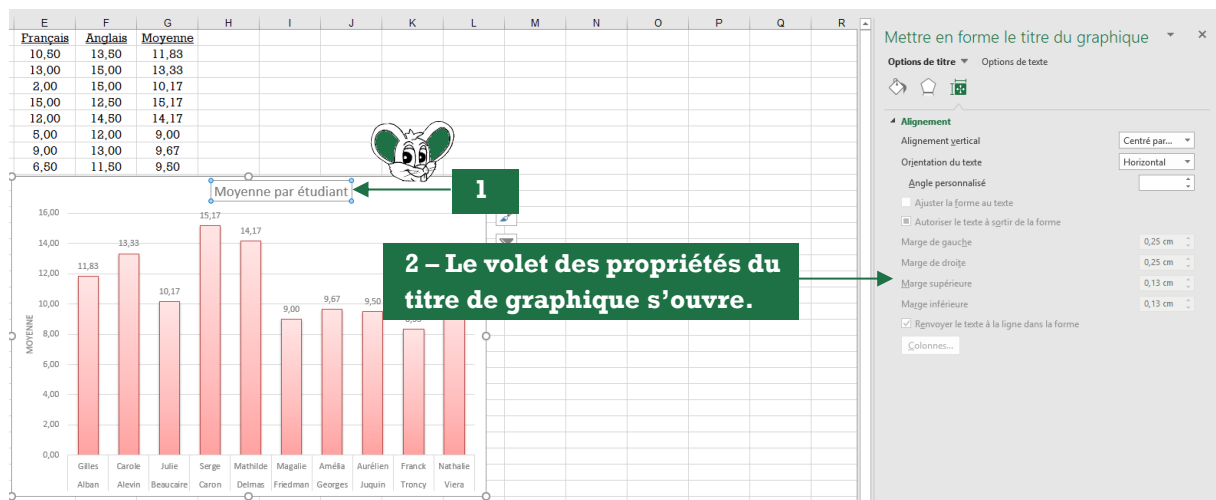 E F G H I J K L M N O P Q R
Français Anglais Moyenne
10,50 13,50 11,83
13,00 15,00 13,33
2,00 15,00 10,17
15,00 12,50 15,17
12,00 14,50 14,17
5,00 12,00 9,00
9,00 13,00 9,67
6,50 11,50 9,50
Moyenne par étudiant
1
16,00
14,00
12,00
10,00
8,00
6,00
4,00
2,00
0,00
MOYENNE
11,83
13,33
10,17
15,17
14,17
9,00
9,67
9,50
Gilles Carole Julie Serge Mathilde Magalie Amélia Aurélien Franck Nathalie
Alban Alevin Beaucaire Caron Delmas Friedman Georges Juquin Troncy Viera
2 – Le volet des propriétés du
titre de graphique s’ouvre.
Mettre en forme le titre du graphique
Options de titre Options de texte
Alignement
Alignement vertical Centré par...
Orientation du texte Horizontal
Angle personnalisé
Ajuster la forme au texte
Autoriser le texte à sortir de la forme
Marge de gauche 0,25 cm
Marge de droite 0,25 cm
Marge supérieure 0,13 cm
Marge inférieure 0,13 cm
Renvoyer le texte à la ligne dans la forme
Colonnes...